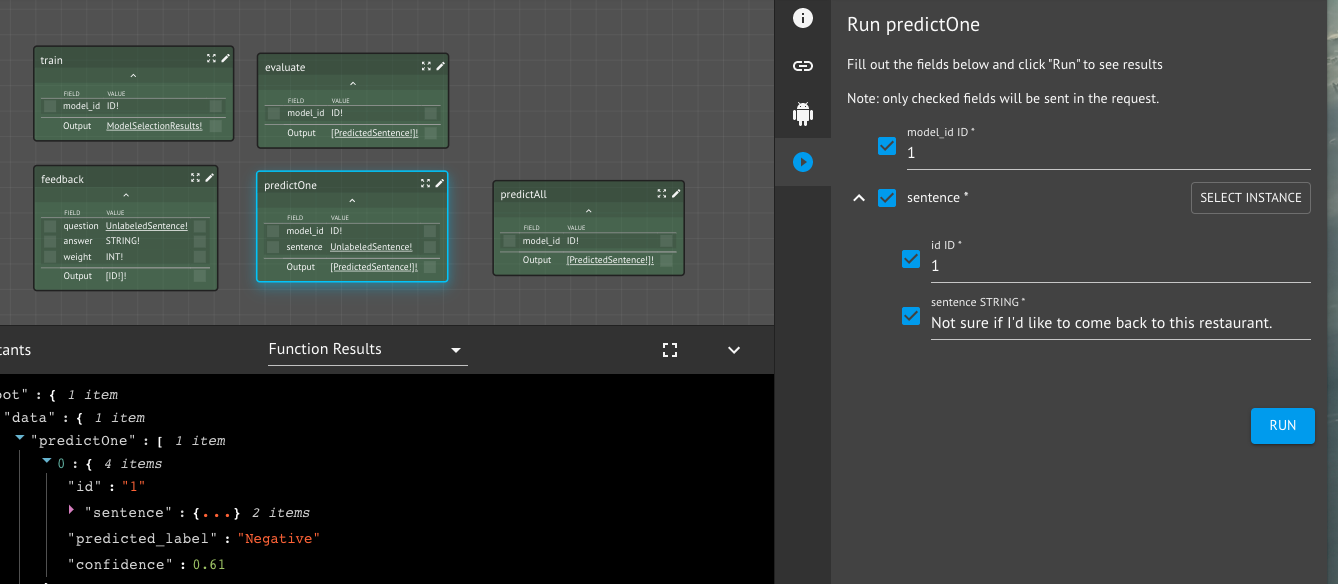 train
FIELD VALUE
model_id ID!
Output ModelSelectionResults!
evaluate
FIELD VALUE
model_id ID!
Output [PredictedSentence!]!
feedback
FIELD VALUE
question UnlabeledSentence!
answer STRING!
weight INT!
Output [ID!]!
predictOne
FIELD VALUE
model_id ID!
sentence UnlabeledSentence!
Output [PredictedSentence!]!
predictAll
FIELD VALUE
model_id ID!
Output [PredictedSentence!]!
Function Results
"data" : { 1 item
"predictOne" : [ 1 item
0 : { 4 items
"id" : "1"
"sentence" : {...} 2 items
"predicted_label" : "Negative"
"confidence" : 0.61
Run predictOne
Fill out the fields below and click "Run" to see results
Note: only checked fields will be sent in the request.
model_id ID *
1
sentence *
SELECT INSTANCE
id ID *
1
sentence STRING *
Not sure if I'd like to come back to this restaurant.
RUN